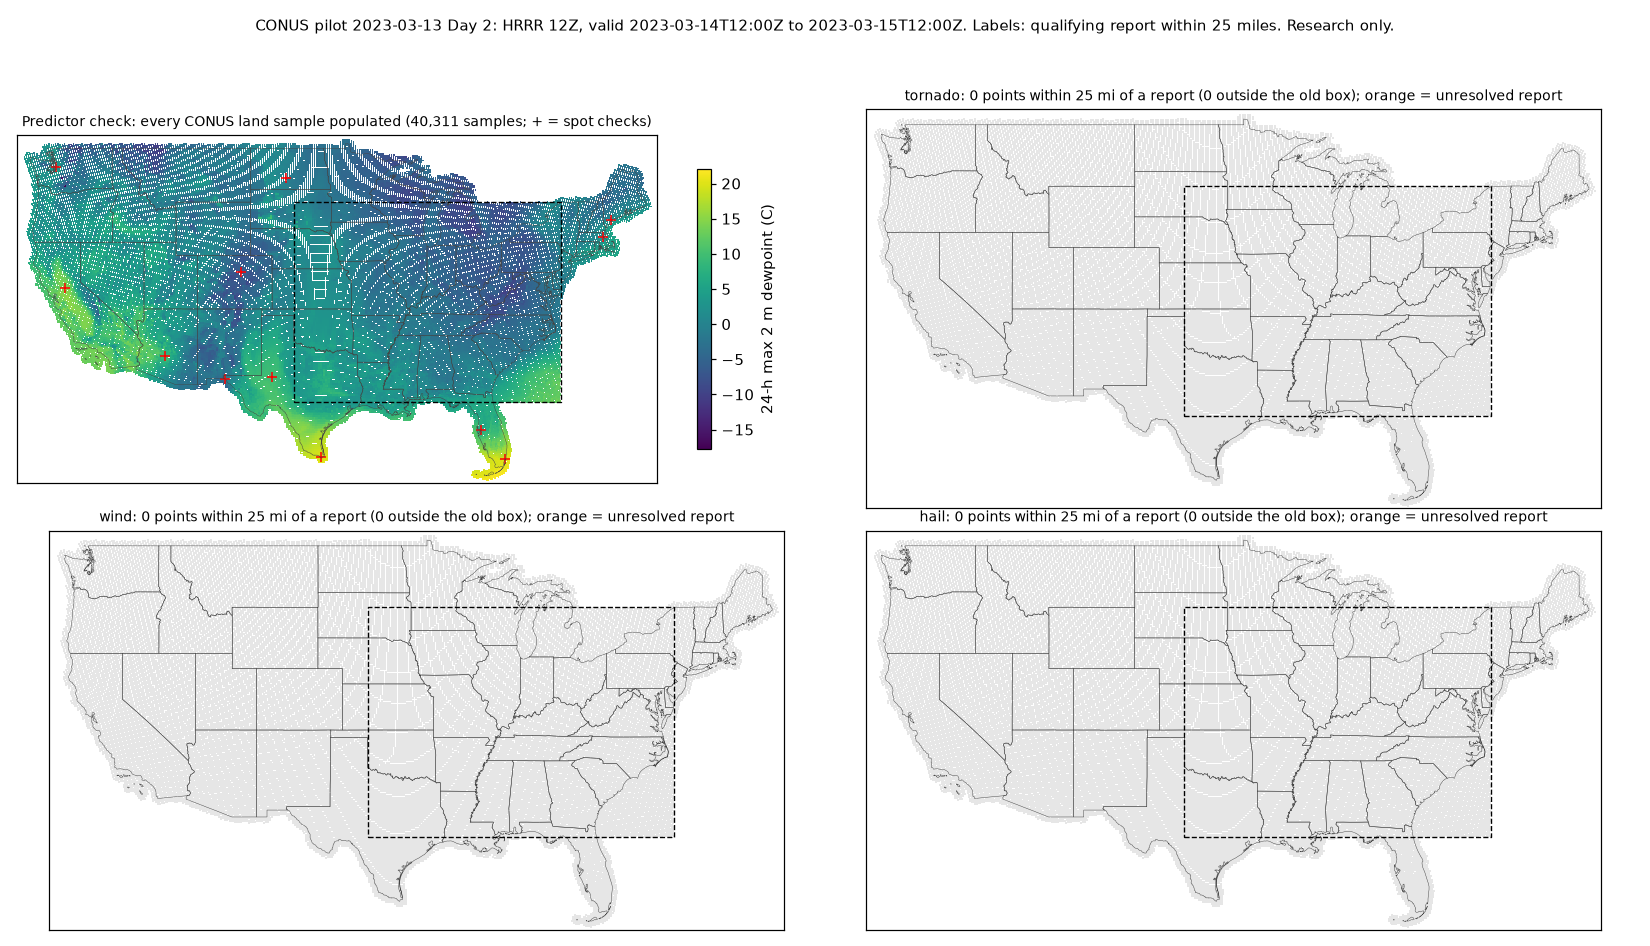 CONUS pilot 2023-03-13 Day 2: HRRR 12Z, valid 2023-03-14T12:00Z to 2023-03-15T12:00Z. Labels: qualifying report within 25 miles. Research only.
Predictor check: every CONUS land sample populated (40,311 samples; + = spot checks)
20
15
10
5
0
−5
−10
−15
24-h max 2 m dewpoint (C)
tornado: 0 points within 25 mi of a report (0 outside the old box); orange = unresolved report
wind: 0 points within 25 mi of a report (0 outside the old box); orange = unresolved report
hail: 0 points within 25 mi of a report (0 outside the old box); orange = unresolved report